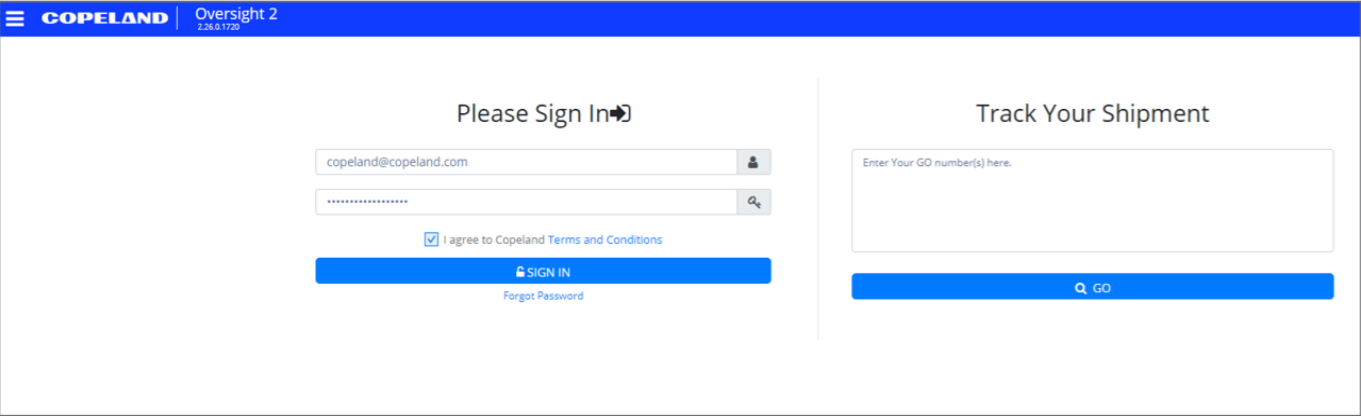 COPELAND
Oversight 2
2.26.0.1720
Please Sign In
copeland@copeland.com
••••••••••••••••••
I agree to Copeland Terms and Conditions
SIGN IN
Forgot Password
Track Your Shipment
Enter Your GO number(s) here.
GO